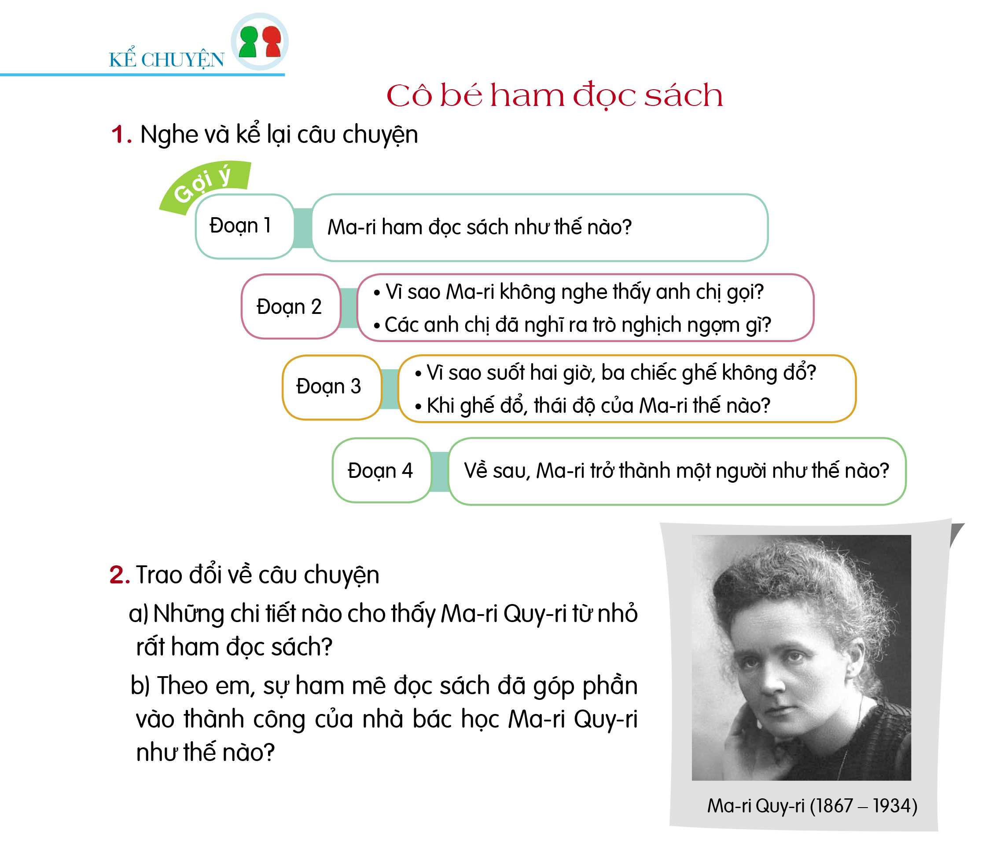 KỂ CHUYỆN
Cô bé ham đọc sách
1. Nghe và kể lại câu chuyện
Gợi ý
Đoạn 1
Ma-ri ham đọc sách như thế nào?
Đoạn 2
• Vì sao Ma-ri không nghe thấy anh chị gọi?
• Các anh chị đã nghĩ ra trò nghịch ngợm gì?
Đoạn 3
• Vì sao suốt hai giờ, ba chiếc ghế không đổ?
• Khi ghế đổ, thái độ của Ma-ri thế nào?
Đoạn 4
Về sau, Ma-ri trở thành một người như thế nào?
2. Trao đổi về câu chuyện
a) Những chi tiết nào cho thấy Ma-ri Quy-ri từ nhỏ
rất ham đọc sách?
b) Theo em, sự ham mê đọc sách đã góp phần
vào thành công của nhà bác học Ma-ri Quy-ri
như thế nào?
Ma-ri Quy-ri (1867 – 1934)